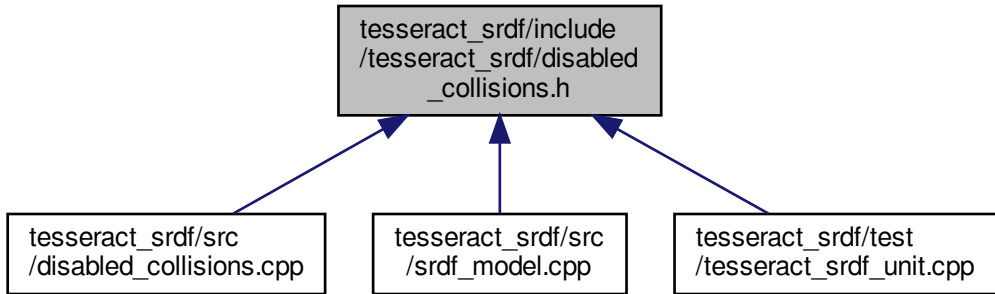 tesseract_srdf/include
/tesseract_srdf/disabled
_collisions.h
tesseract_srdf/src
/disabled_collisions.cpp
tesseract_srdf/src
/srdf_model.cpp
tesseract_srdf/test
/tesseract_srdf_unit.cpp